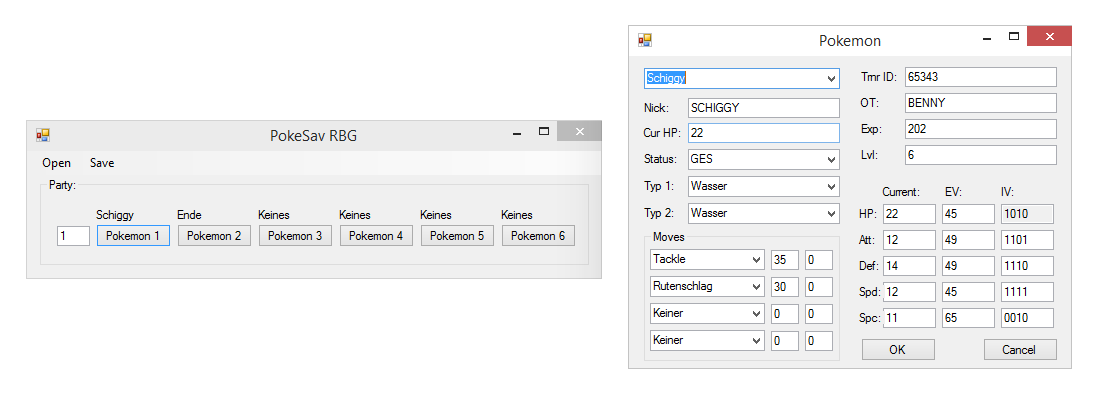 PokeSav RBG
Open Save
Party:
Schiggy Ende Keines Keines Keines Keines
1 Pokemon 1 Pokemon 2 Pokemon 3 Pokemon 4 Pokemon 5 Pokemon 6
Pokemon
Schiggy
Nick: SCHIGGY
Cur HP: 22
Status: GES
Typ 1: Wasser
Typ 2: Wasser
Moves
Tackle 35 0
Rutenschlag 30 0
Keiner 0 0
Keiner 0 0
Trnr ID: 65343
OT: BENNY
Exp: 202
Lvl: 6
Current: EV: IV:
HP: 22 45 1010
Att: 12 49 1101
Def: 14 49 1110
Spd: 12 45 1111
Spc: 11 65 0010
OK Cancel